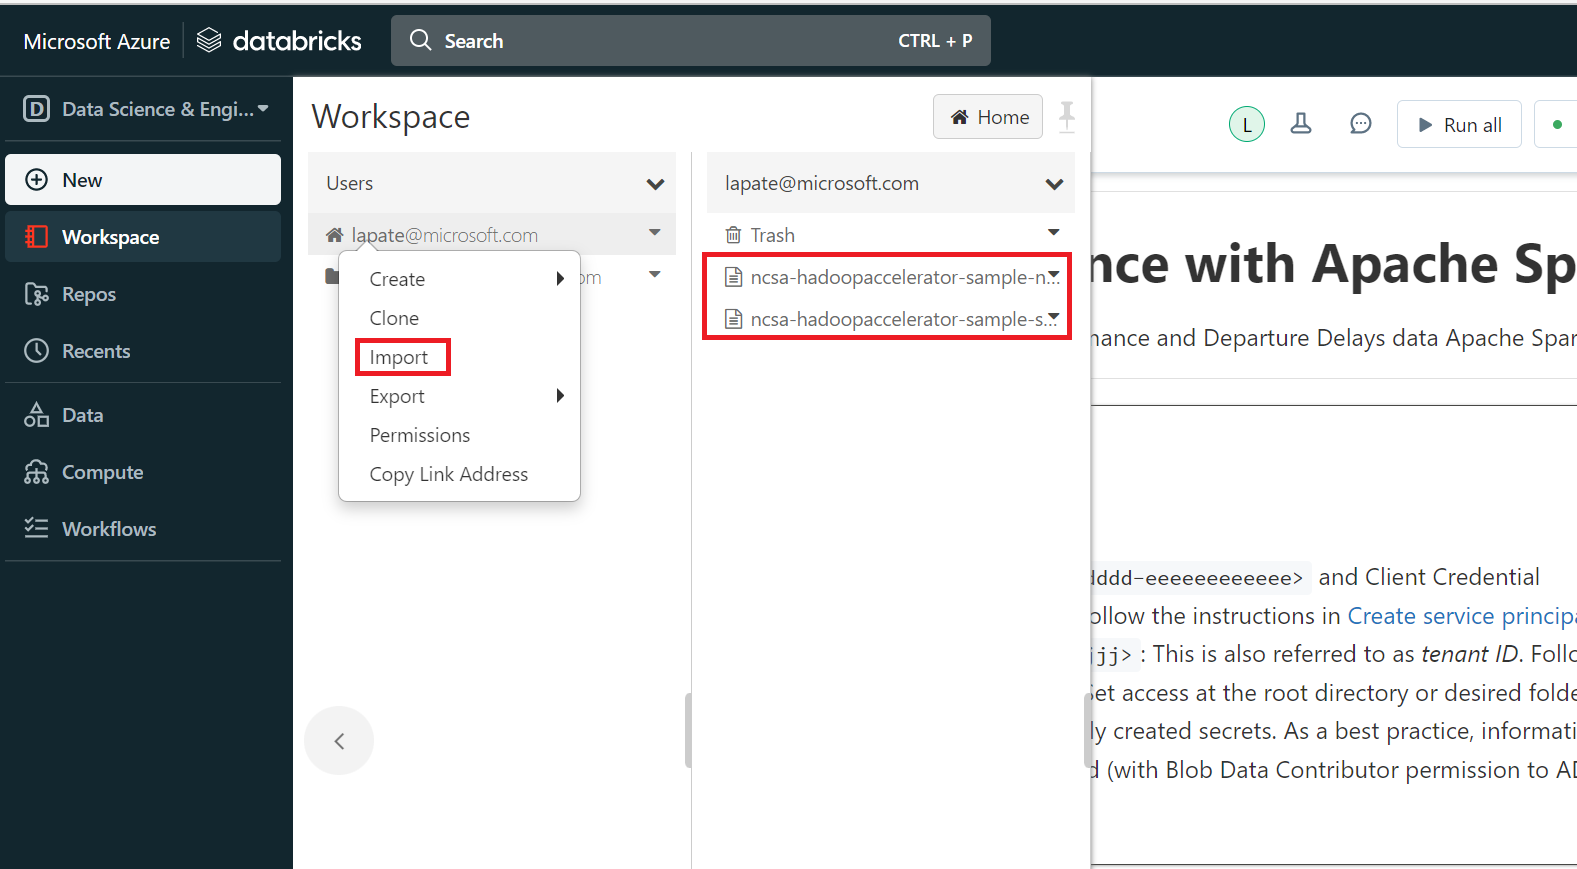 Microsoft Azure
databricks
Search
CTRL + P
D
Data Science & Engi...
New
Workspace
Repos
Recents
Data
Compute
Workflows
Workspace
Home
Users
lapate@microsoft.com
om
Create
Clone
Import
Export
Permissions
Copy Link Address
lapate@microsoft.com
Trash
ncsa-hadoopaccelerator-sample-n...
ncsa-hadoopaccelerator-sample-s...
L
Run all
nce with Apache Sp
nance and Departure Delays data Apache Spar
dddd-eeeeeeeeeeee> and Client Credential
ollow the instructions in Create service principa
jjj> : This is also referred to as tenant ID. Follo
Set access at the root directory or desired folde
ly created secrets. As a best practice, informati
d (with Blob Data Contributor permission to AD